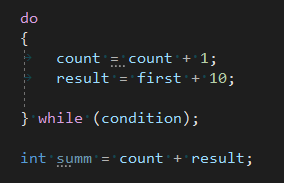 do
{
count = count + 1;
result = first + 10;
} while (condition);
int summ = count + result;